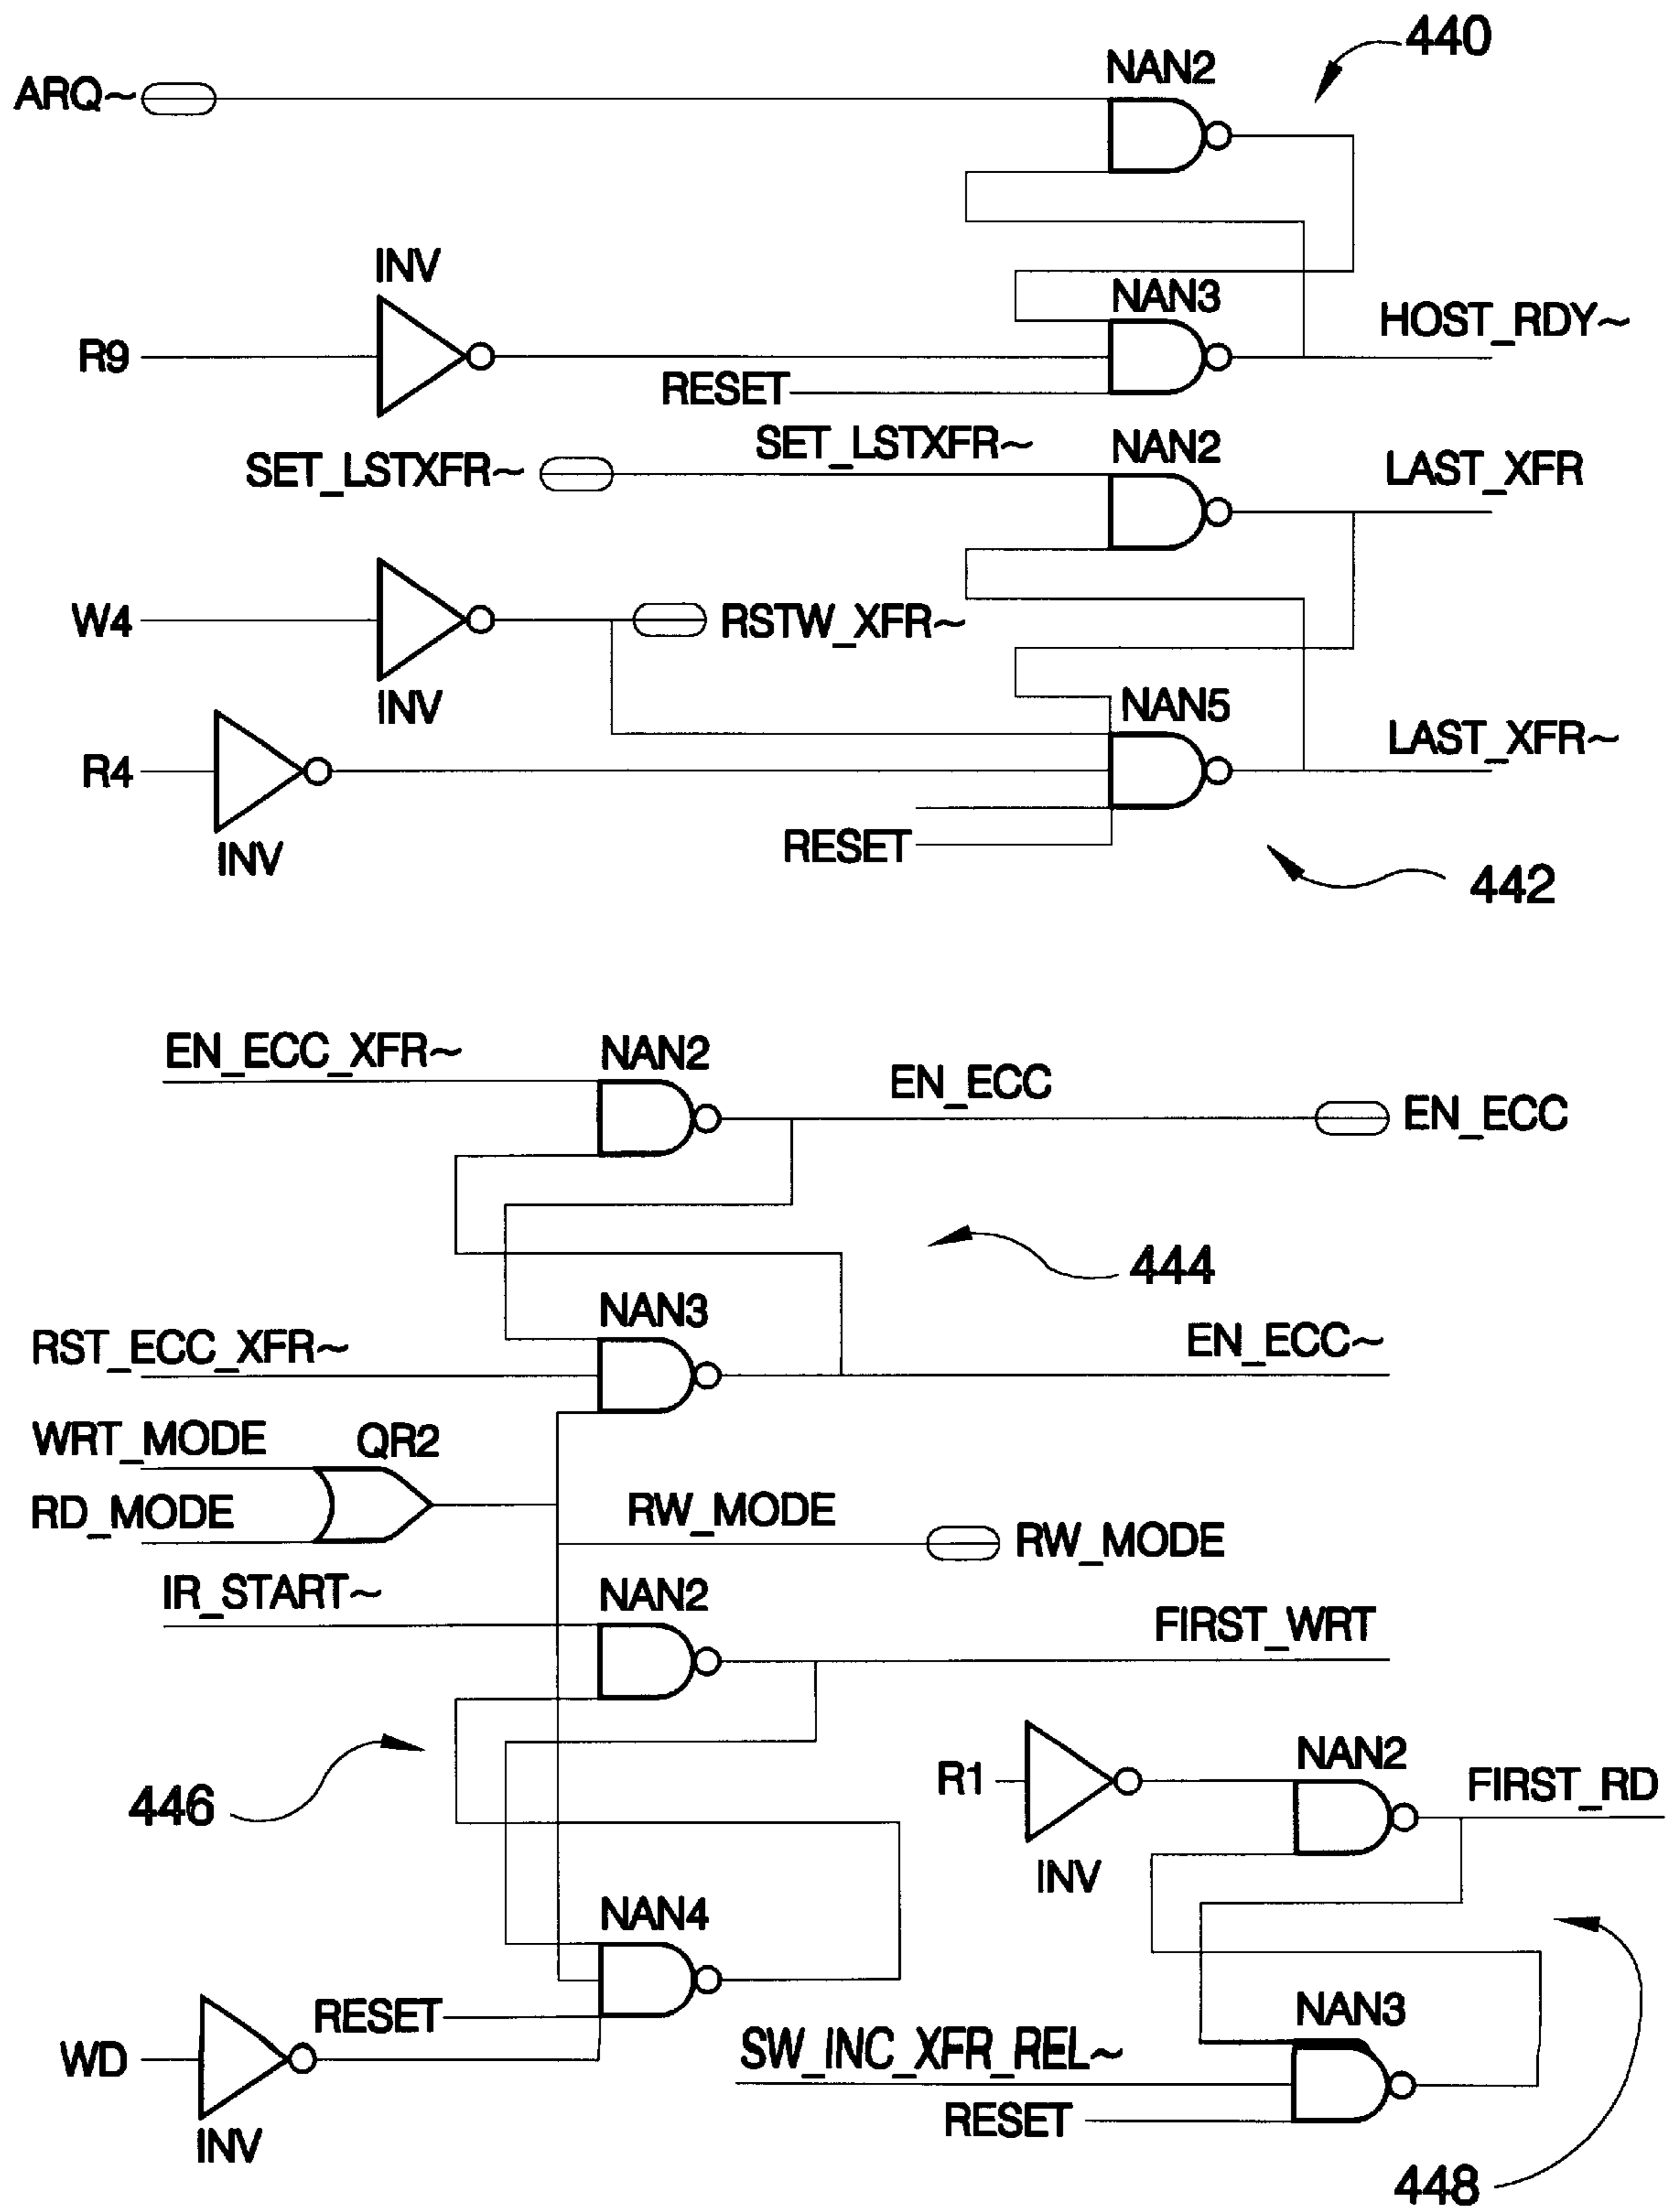 440
NAN2
ARQ~
INV
NAN3
HOST_RDY~
R9
RESET
SET_LSTXFR~
SET_LSTXFR~
NAN2
LAST_XFR
W4
RSTW_XFR~
INV
NAN5
LAST_XFR~
R4
RESET
INV
442
EN_ECC_XFR~
NAN2
EN_ECC
EN_ECC
444
NAN3
RST_ECC_XFR~
EN_ECC~
WRT_MODE
QR2
RD_MODE
RW_MODE
RW_MODE
IR_START~
NAN2
FIRST_WRT
446
R1
NAN2
FIRST_RD
INV
NAN4
RESET
NAN3
WD
SW_INC_XFR_REL~
RESET
INV
448